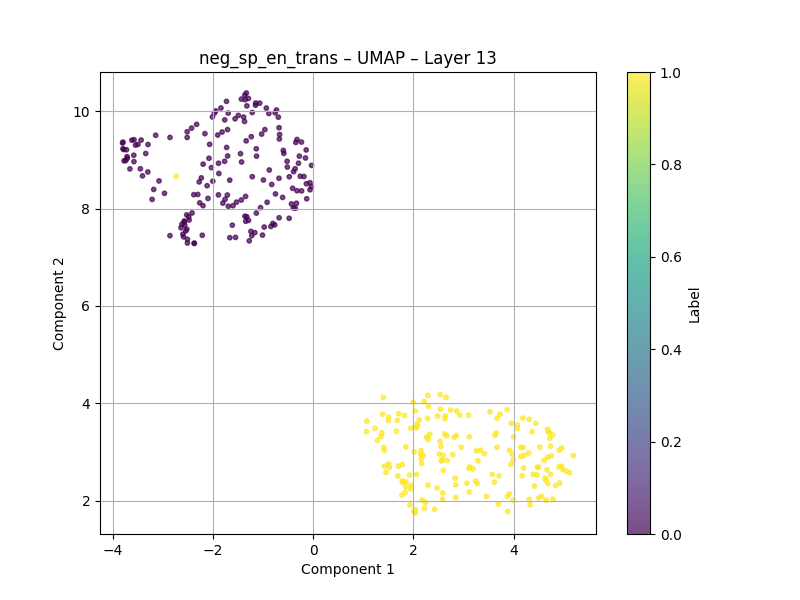 neg_sp_en_trans – UMAP – Layer 13
10
8
6
4
2
Component 2
−4 −2 0 2 4
Component 1
1.0
0.8
0.6
0.4
0.2
0.0
Label